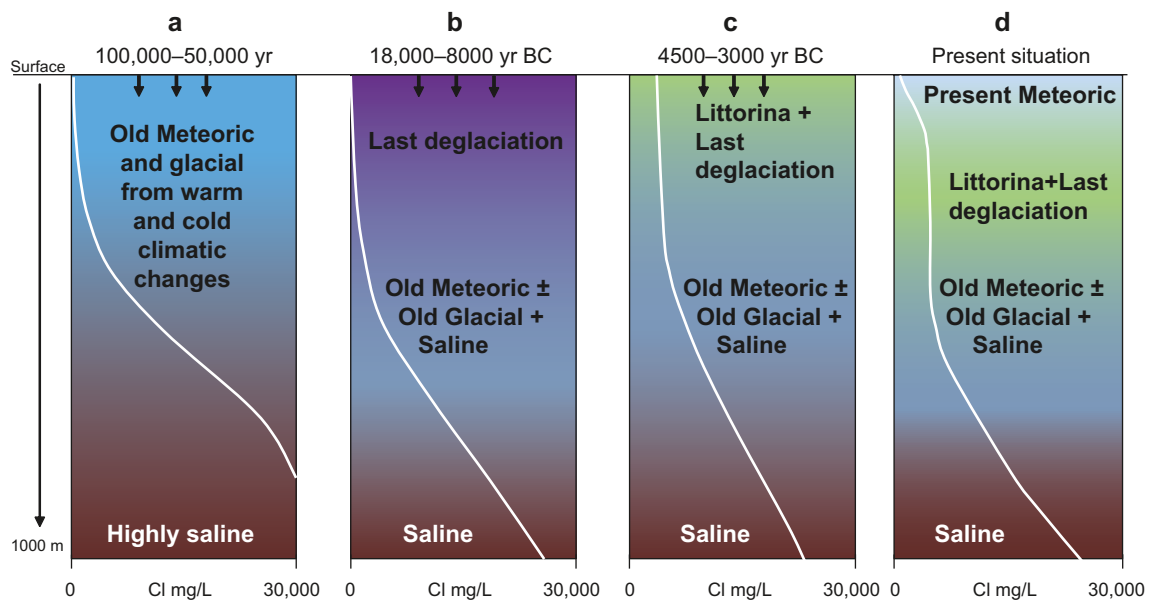 a
100,000–50,000 yr
b
18,000–8000 yr BC
c
4500–3000 yr BC
d
Present situation
Surface
1000 m
Old Meteoric
and glacial
from warm
and cold
climatic
changes
Highly saline
0
Cl mg/L
30,000
Last deglaciation
Old Meteoric ±
Old Glacial +
Saline
Saline
0
Cl mg/L
30,000
Littorina +
Last
deglaciation
Old Meteoric ±
Old Glacial +
Saline
Saline
0
Cl mg/L
30,000
Present Meteoric
Littorina+Last
deglaciation
Old Meteoric ±
Old Glacial +
Saline
Saline
0
Cl mg/L
30,000